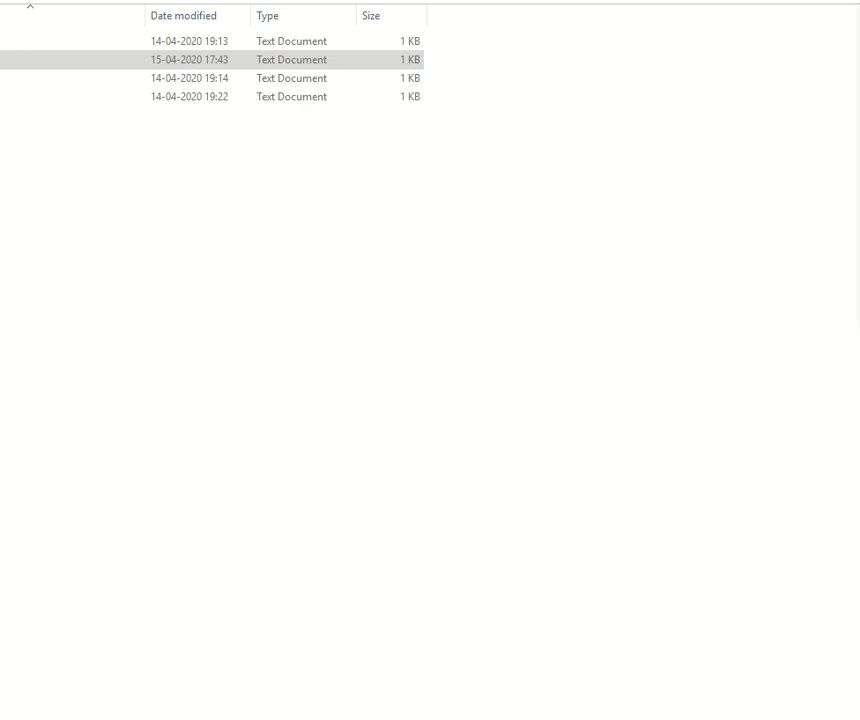 Date modified Type Size
14-04-2020 19:13 Text Document 1 KB
15-04-2020 17:43 Text Document 1 KB
14-04-2020 19:14 Text Document 1 KB
14-04-2020 19:22 Text Document 1 KB